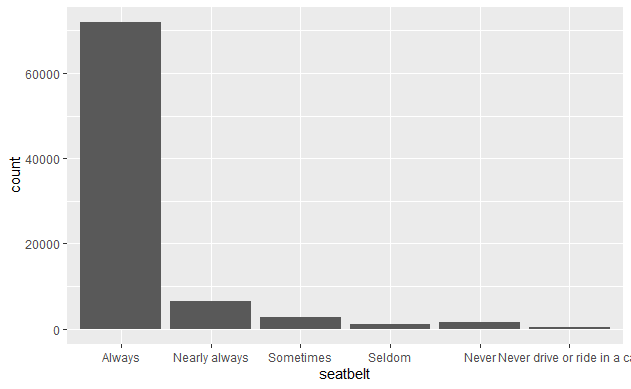 60000
40000
20000
0
count
Always Nearly always Sometimes Seldom Never Never drive or ride in a ca
seatbelt